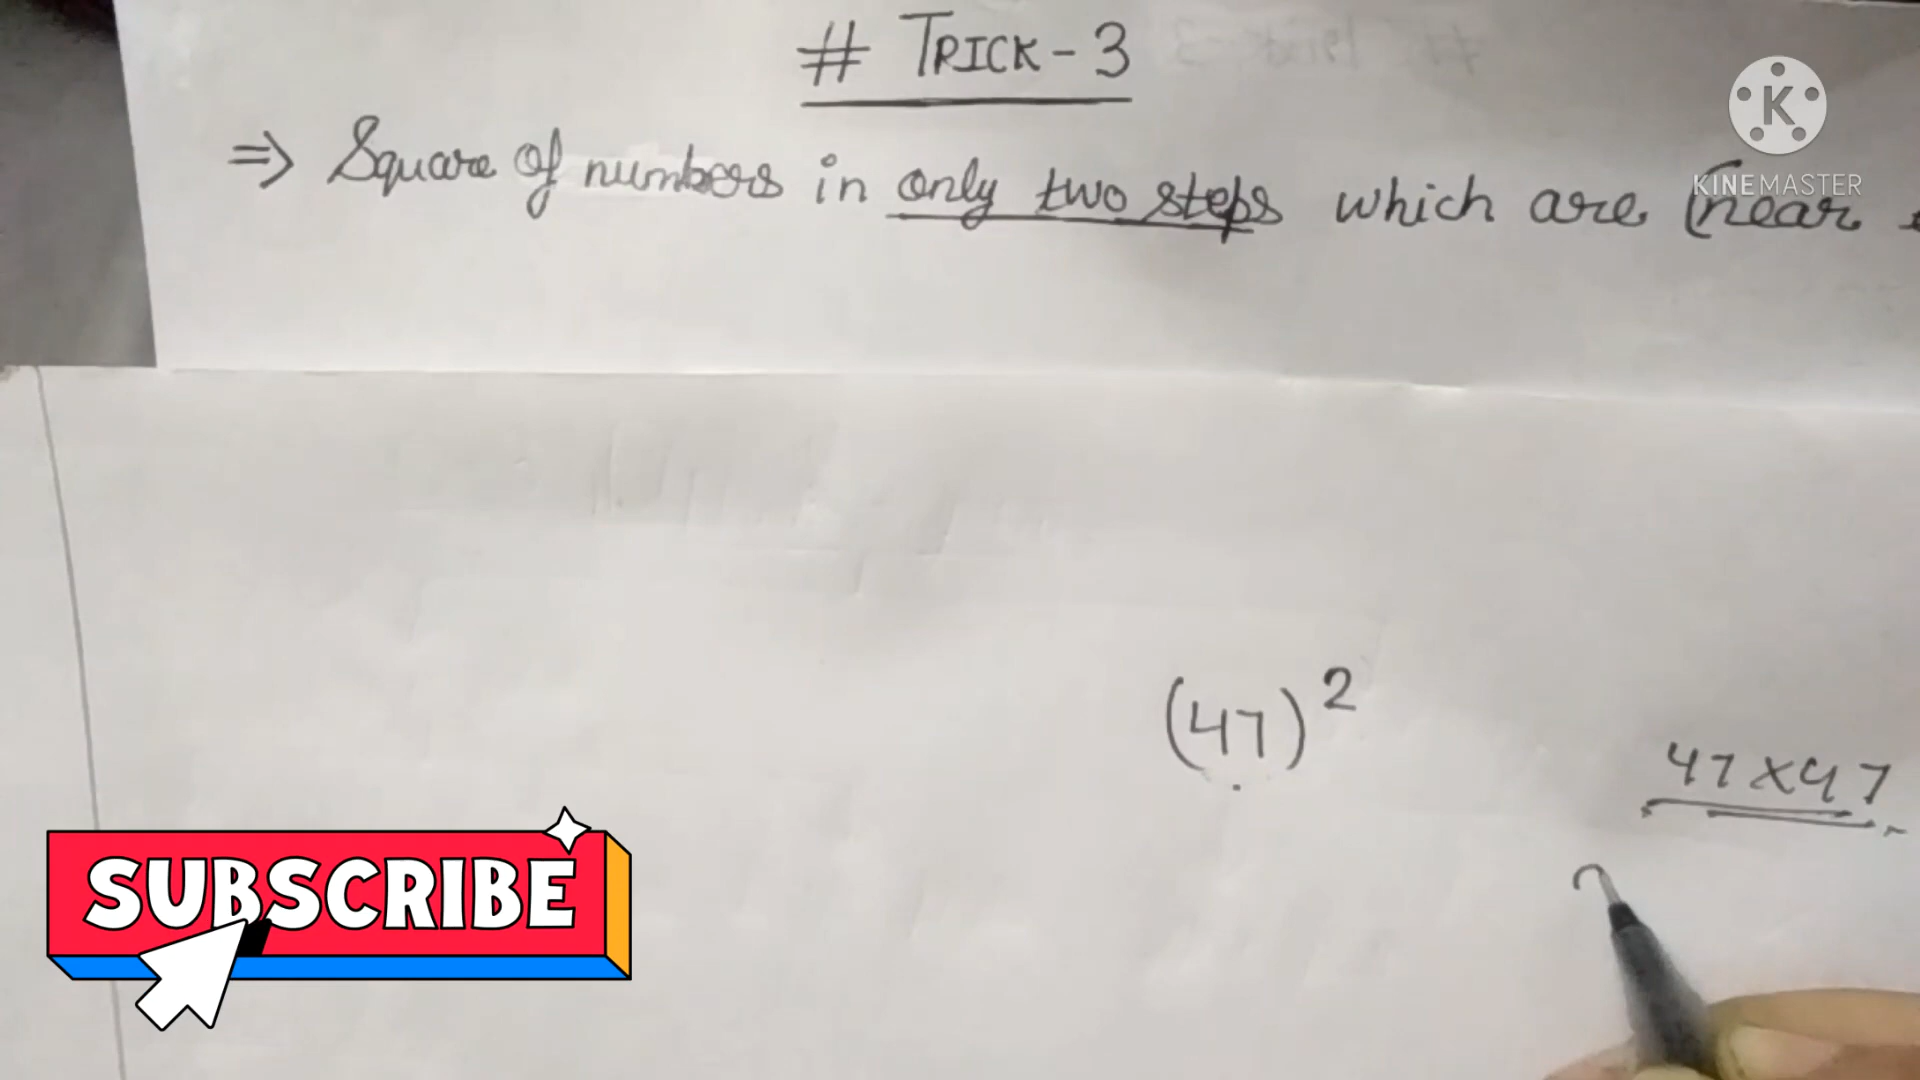 # TRICK-3
⇒ Square of numbers in only two steps which are (near
K
KINEMASTER
(47)²
47 x 47
SUBSCRIBE